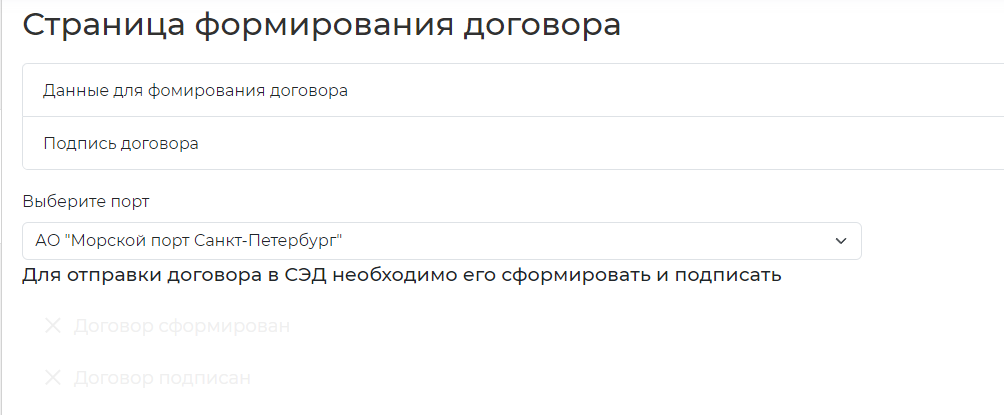 Страница формирования договора
Данные для фомирования договора
Подпись договора
Выберите порт
АО "Морской порт Санкт-Петербург"
Для отправки договора в СЭД необходимо его сформировать и подписать
Договор сформирован
Договор подписан